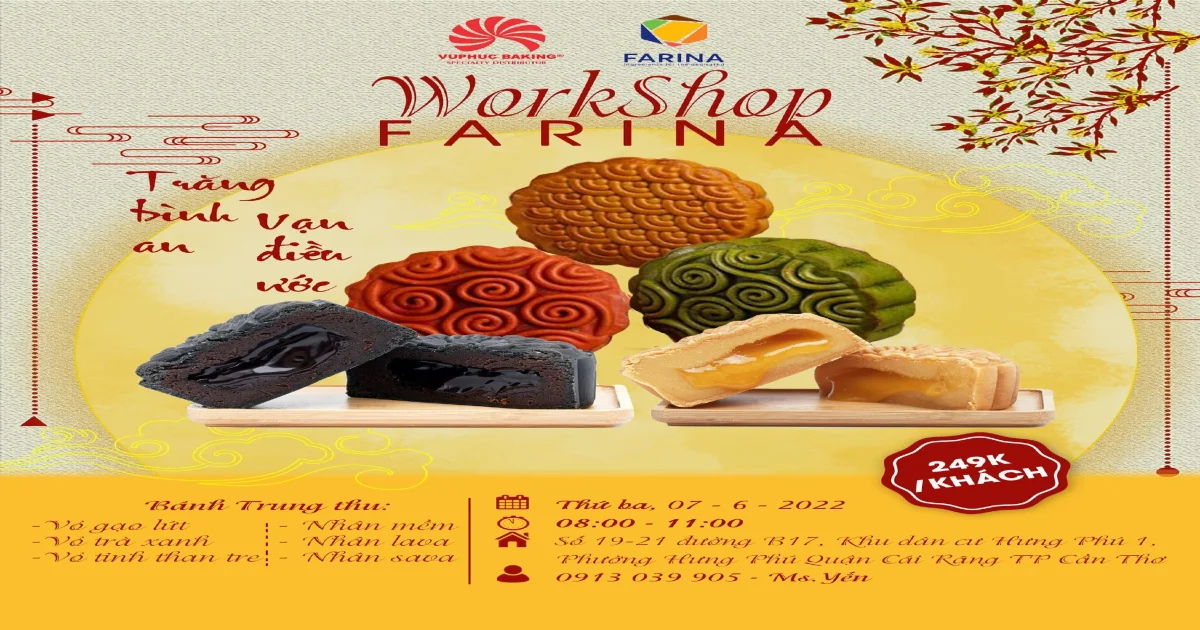 VUPHUC BAKING®
SPECIALTY DISTRIBUTOR
FARINA
WorkShop
FARINA
Trăng
bình
an
Vạn
điều
ước
249K
/KHÁCH
Bánh Trung thu:
-Vỏ gạo lứt
-Vỏ trà xanh
-Vỏ tinh than tre
- Nhân mềm
- Nhân lava
- Nhân sava
Thứ ba, 07 - 6 - 2022
08:00 - 11:00
Số 19-21 đường B17, Khu dân cư Hưng Phú 1,
Phường Hưng Phú Quận Cái Răng TP Cần Thơ
0913 039 905 - Ms.Yến